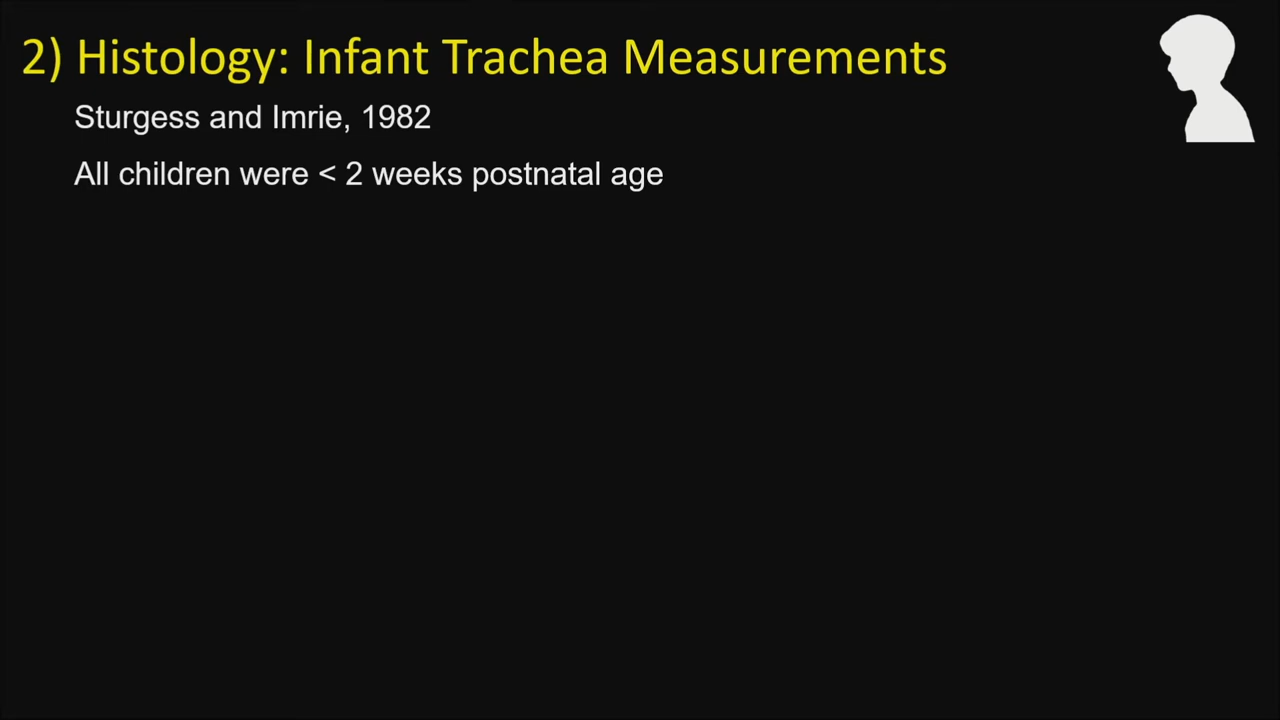 2) Histology: Infant Trachea Measurements
Sturgess and Imrie, 1982
All children were < 2 weeks postnatal age